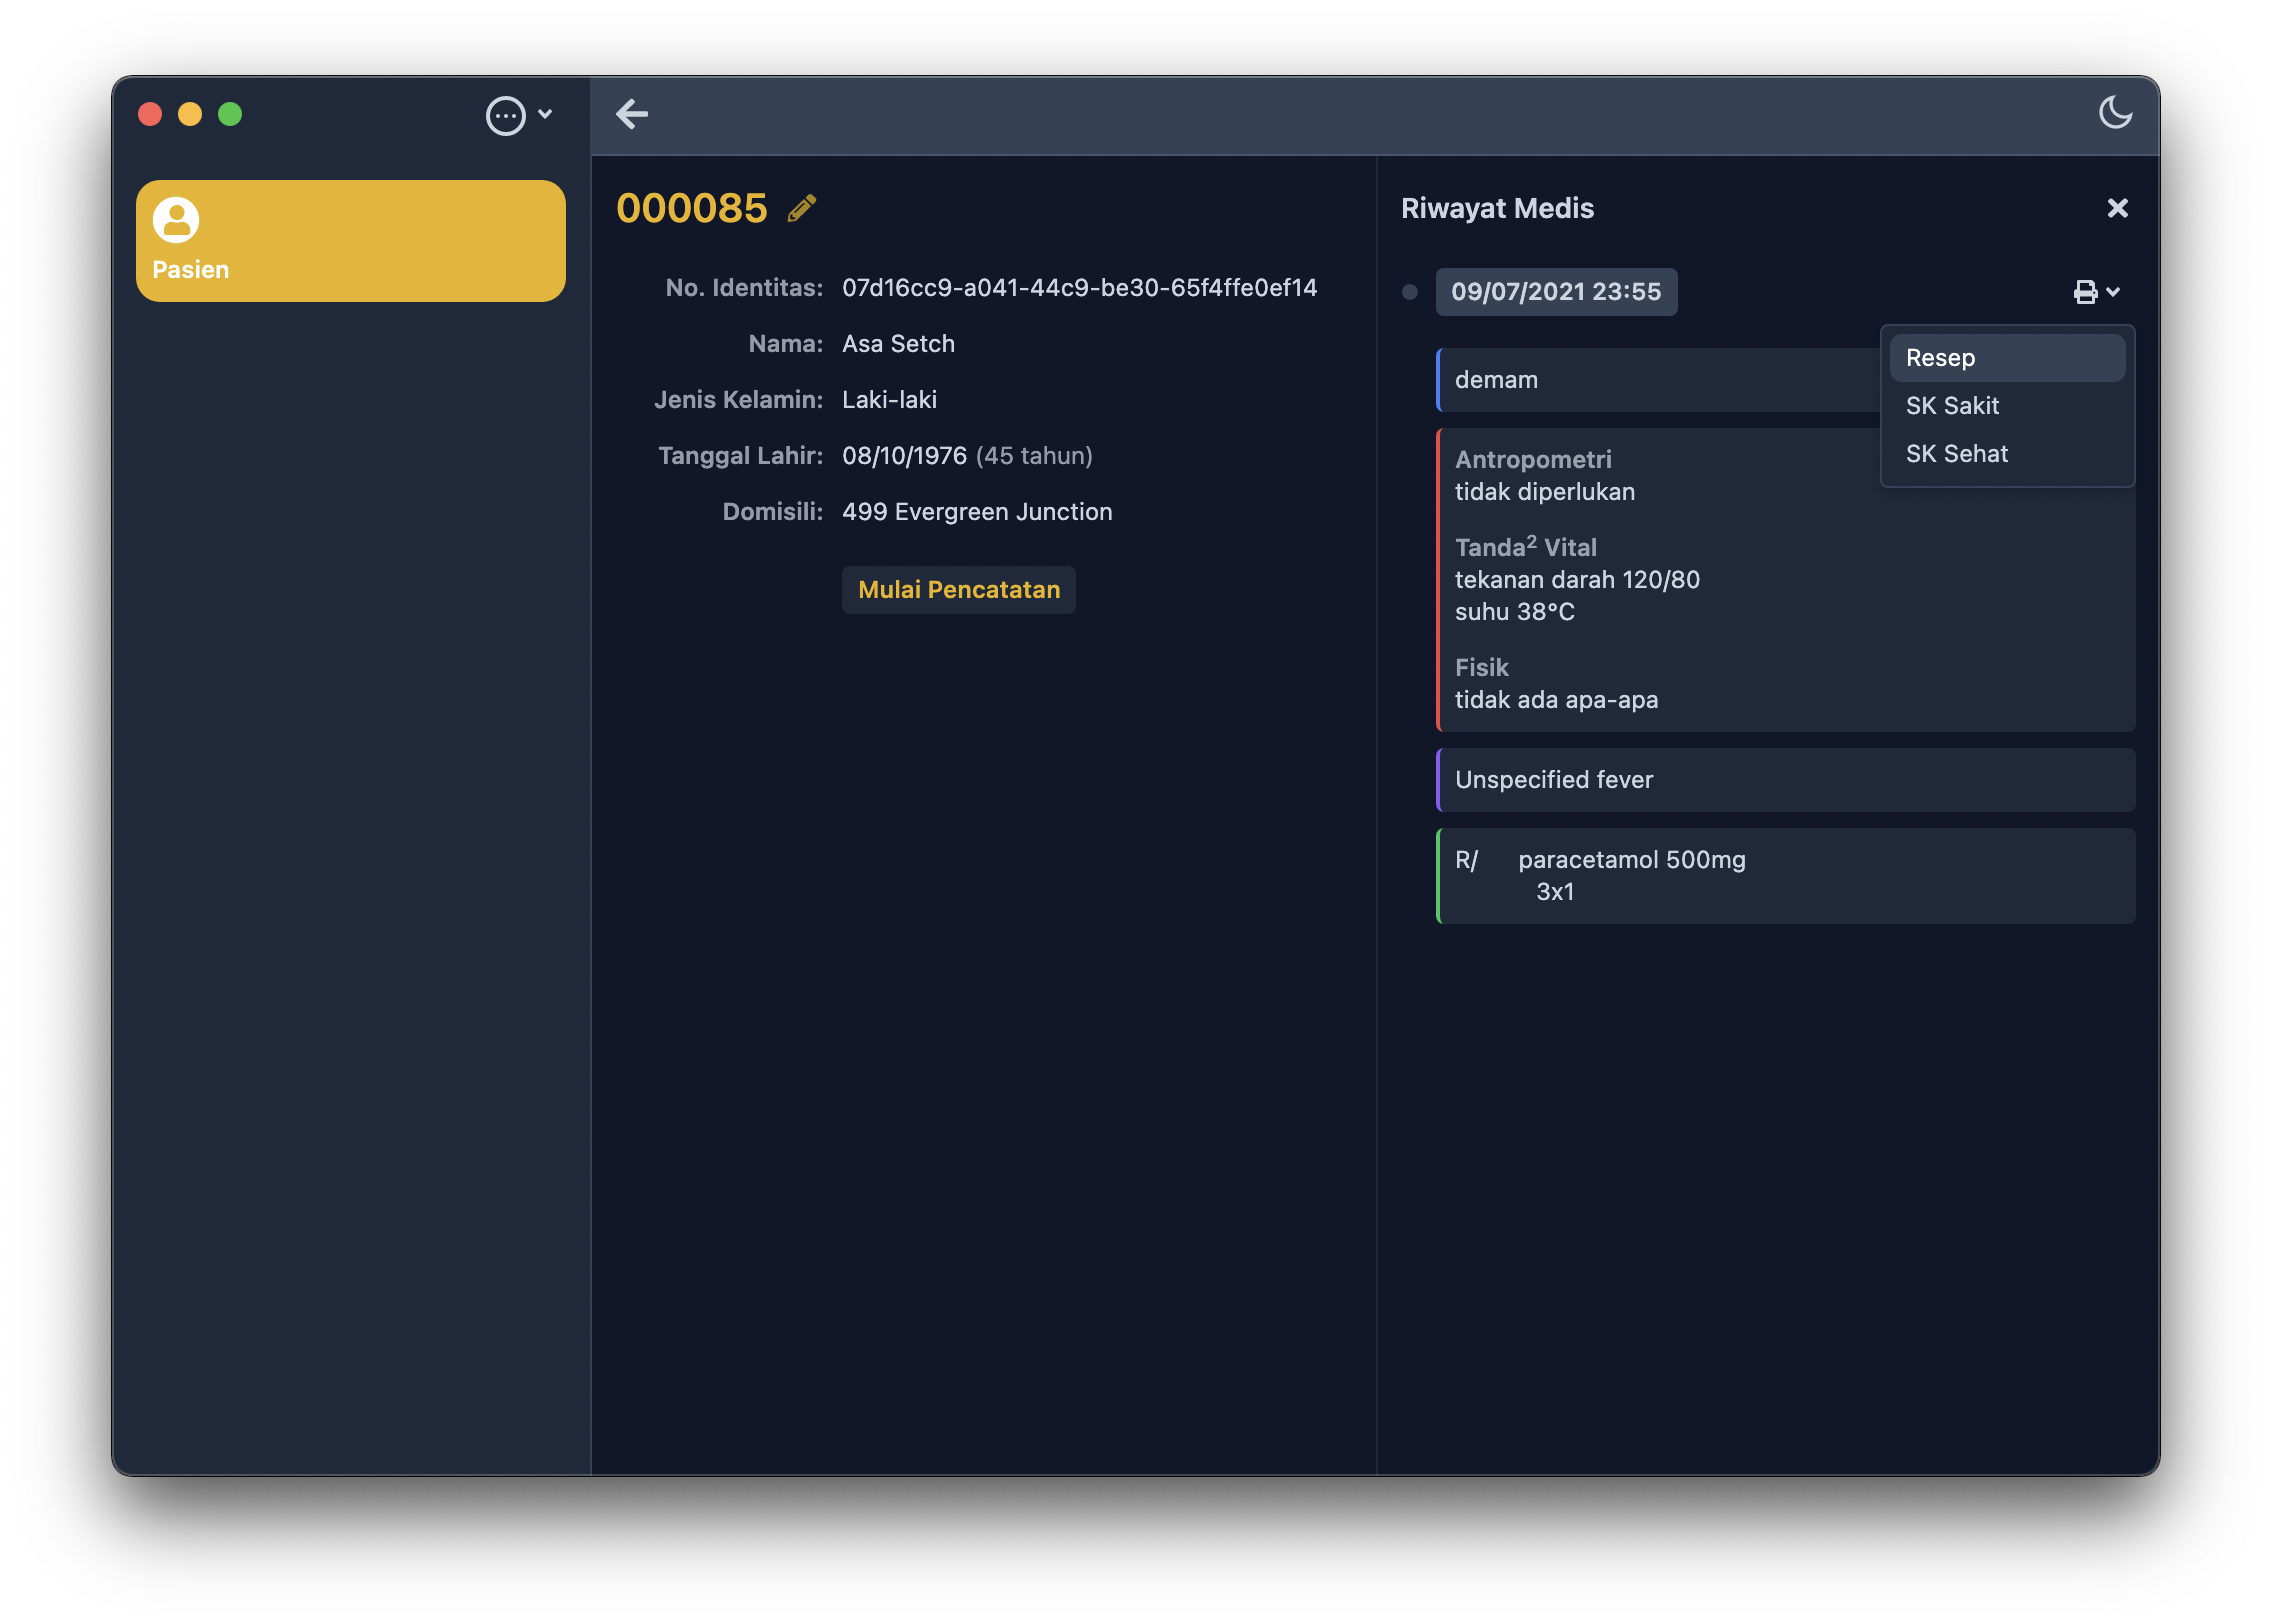 Pasien
000085
No. Identitas: 07d16cc9-a041-44c9-be30-65f4ffe0ef14
Nama: Asa Setch
Jenis Kelamin: Laki-laki
Tanggal Lahir: 08/10/1976 (45 tahun)
Domisili: 499 Evergreen Junction
Mulai Pencatatan
Riwayat Medis
09/07/2021 23:55
Resep
SK Sakit
SK Sehat
demam
Antropometri
tidak diperlukan
Tanda² Vital
tekanan darah 120/80
suhu 38°C
Fisik
tidak ada apa-apa
Unspecified fever
R/ paracetamol 500mg
3x1